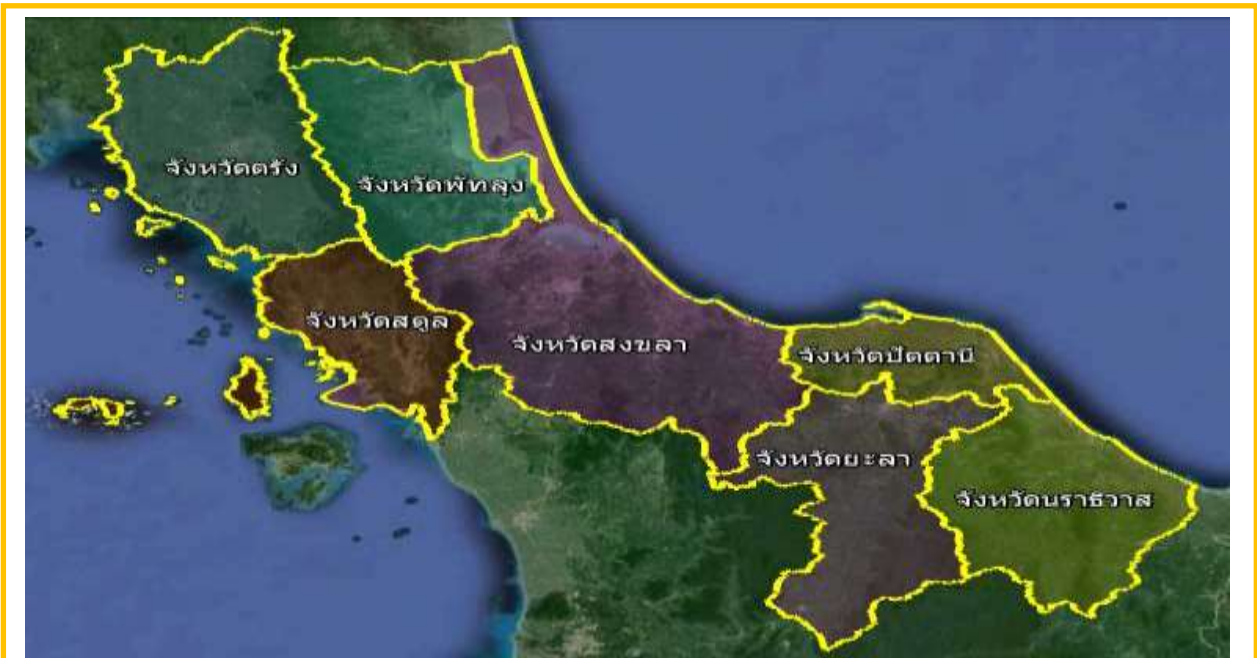 จังหวัดตรัง
จังหวัดพัทลุง
จังหวัดสตูล
จังหวัดสงขลา
จังหวัดปัตตานี
จังหวัดยะลา
จังหวัดนราธิวาส